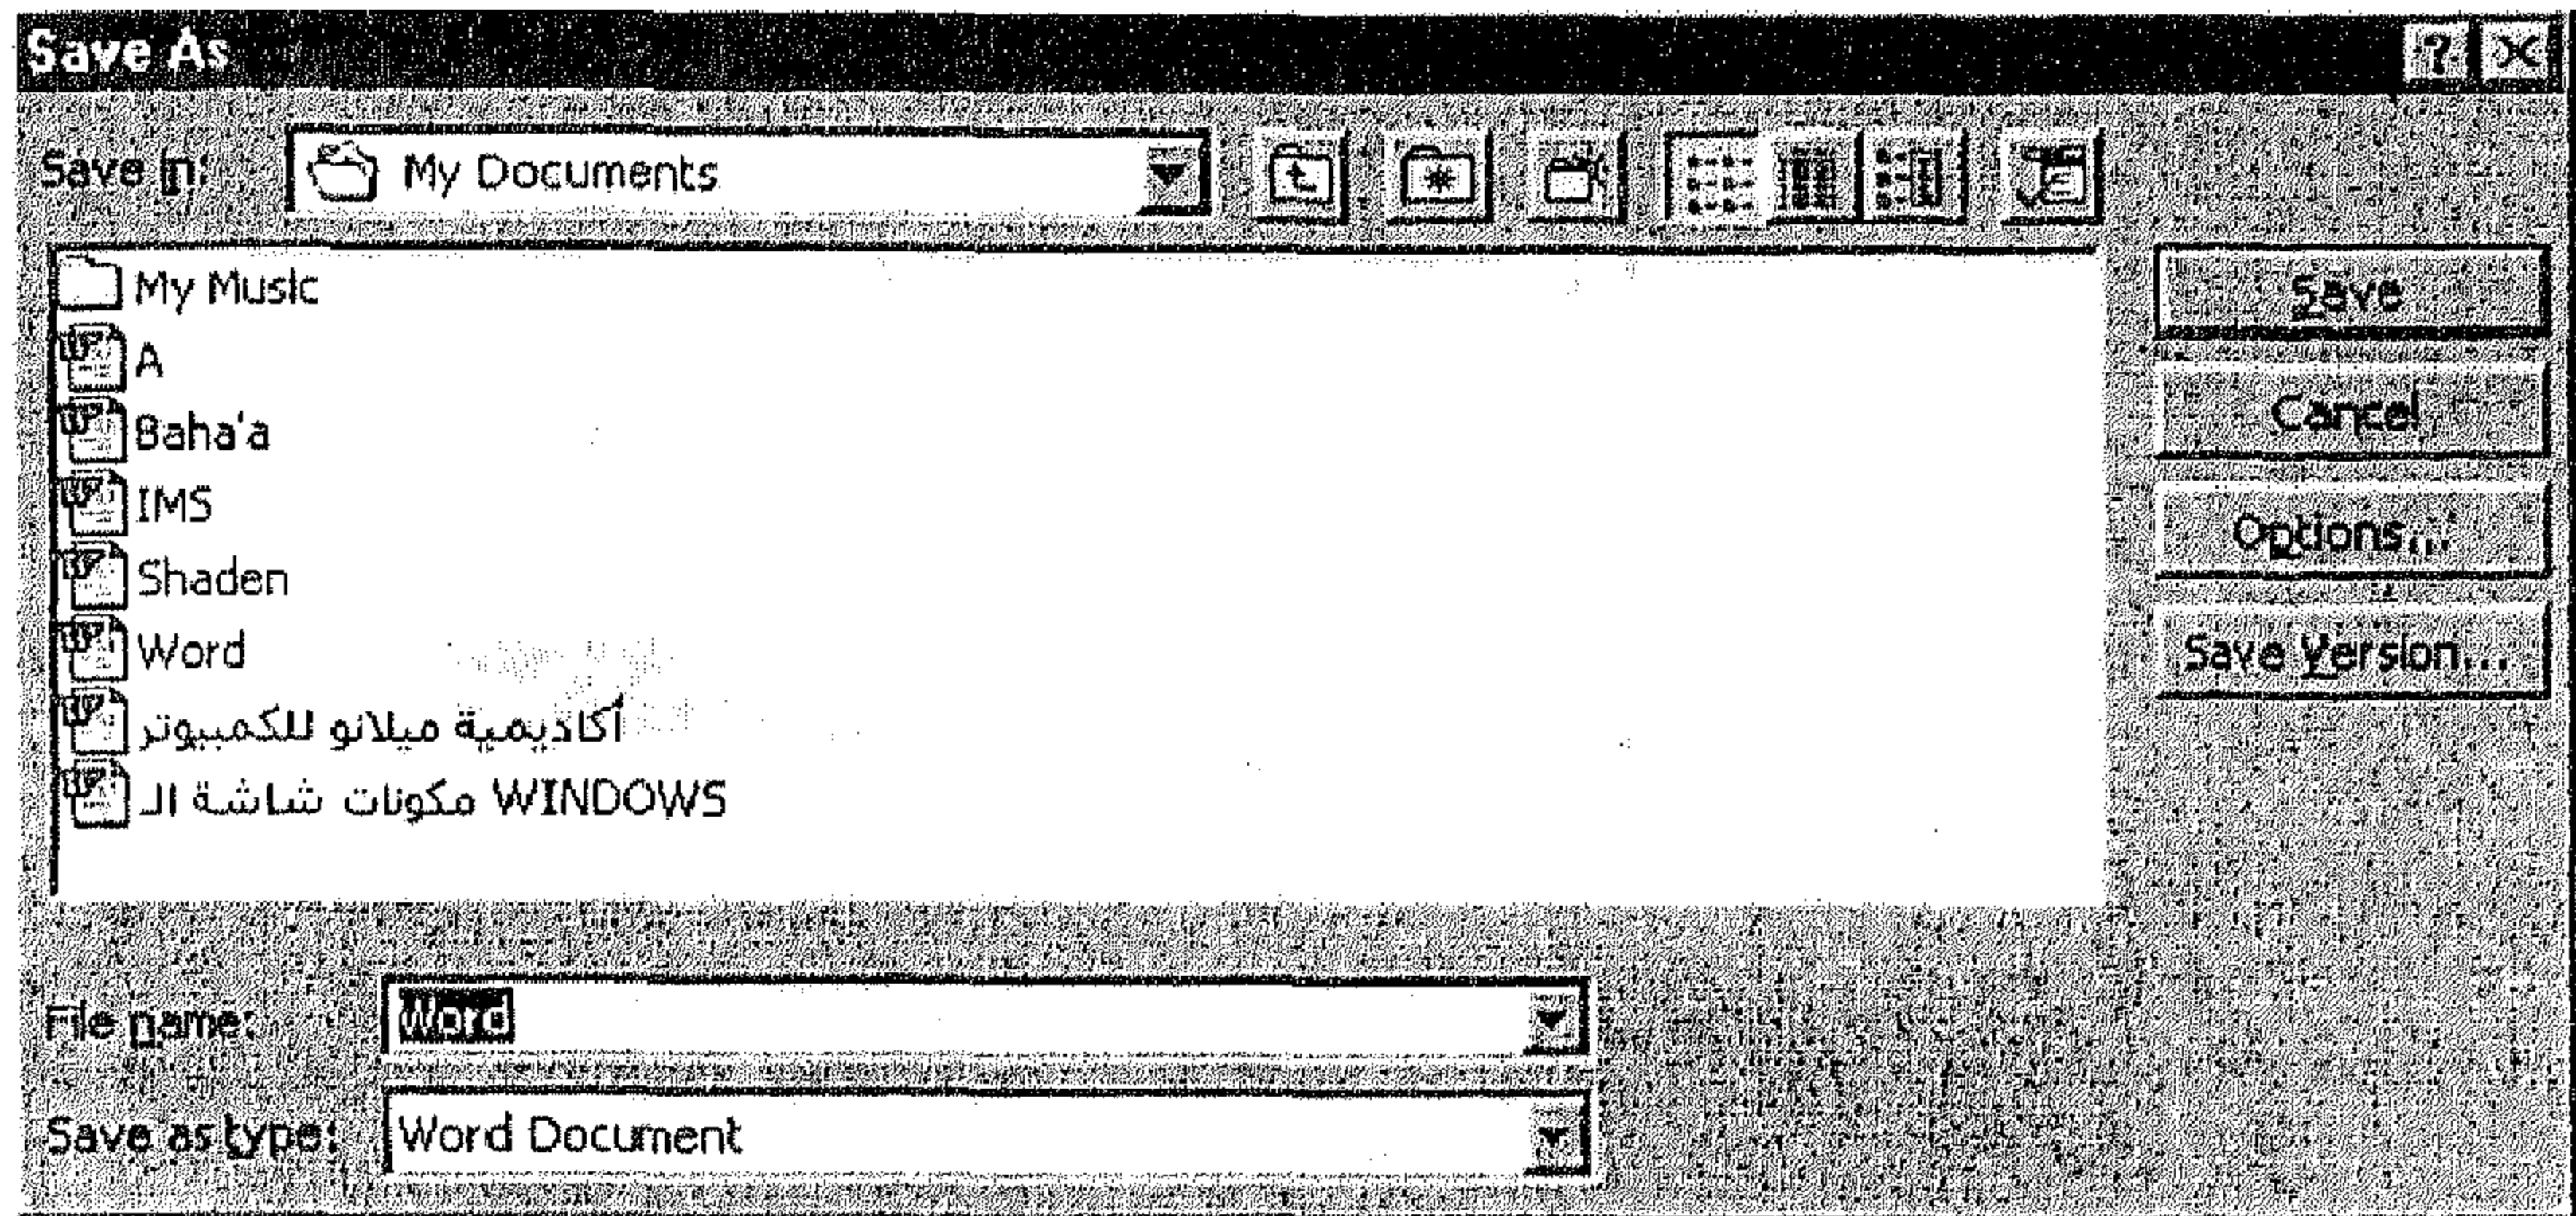 Save As
Save in: My Documents
My Music
A
Baha'a
IMS
Shaden
Word
أكاديمية ميلانو للكمبيوتر
مكونات شاشة الـ WINDOWS
Save
Cancel
Options...
Save Version...
File name: Word
Save as type: Word Document